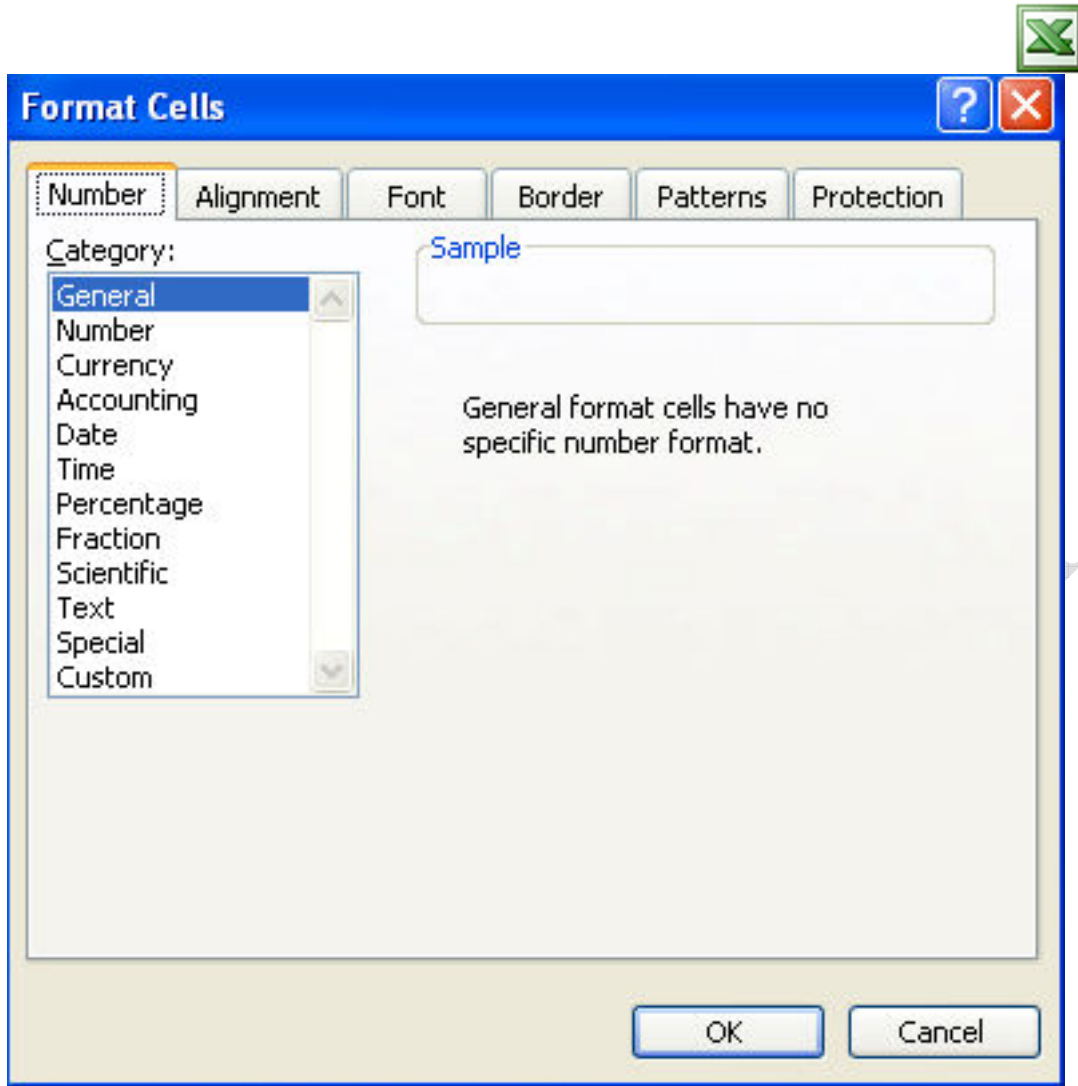 Format Cells
Number Alignment Font Border Patterns Protection
Category:
General
Number
Currency
Accounting
Date
Time
Percentage
Fraction
Scientific
Text
Special
Custom
Sample
General format cells have no
specific number format.
OK Cancel